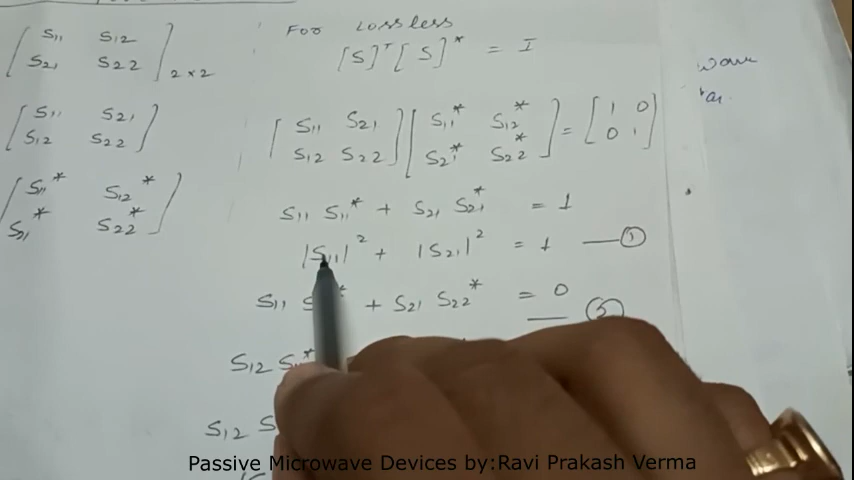 [ S11 S12
S21 S22 ] 2x2
[ S11 S21
S12 S22 ]
[ S11* S12*
S21* S22* ]
For Lossless
[S]^T [S]* = I
[ S11 S21 ] [ S11* S12* ] = [ 1 0 ]
[ S12 S22 ] [ S21* S22* ] [ 0 1 ]
S11 S11* + S21 S21* = 1
|S11|² + |S21|² = 1 — ①
S11 S * + S21 S22* = 0
— ②
S12 S11*
S12 S
Passive Microwave Devices by:Ravi Prakash Verma